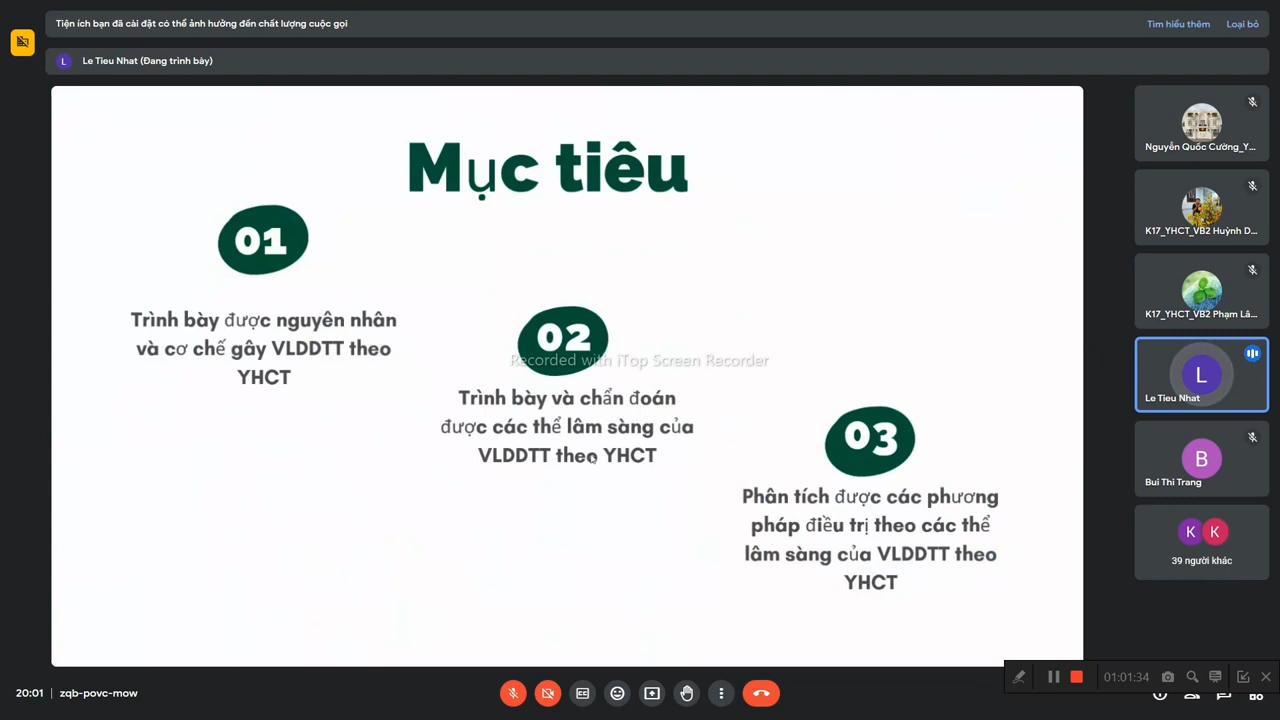 Tiện ích bạn đã cài đặt có thể ảnh hưởng đến chất lượng cuộc gọi
Tìm hiểu thêm
Loại bỏ
L
Le Tieu Nhat (Đang trình bày)
Mục tiêu
01
Trình bày được nguyên nhân
và cơ chế gây VLDDTT theo
YHCT
02
Recorded with iTop Screen Recorder
Trình bày và chẩn đoán
được các thể lâm sàng của
VLDDTT theo YHCT
03
Phân tích được các phương
pháp điều trị theo các thể
lâm sàng của VLDDTT theo
YHCT
Nguyễn Quốc Cường_Y...
K17_YHCT_VB2 Huỳnh D...
K17_YHCT_VB2 Phạm Lâ...
L
Le Tieu Nhat
B
Bui Thi Trang
K K
39 người khác
20:01
zqb-povc-mow
01:01:34